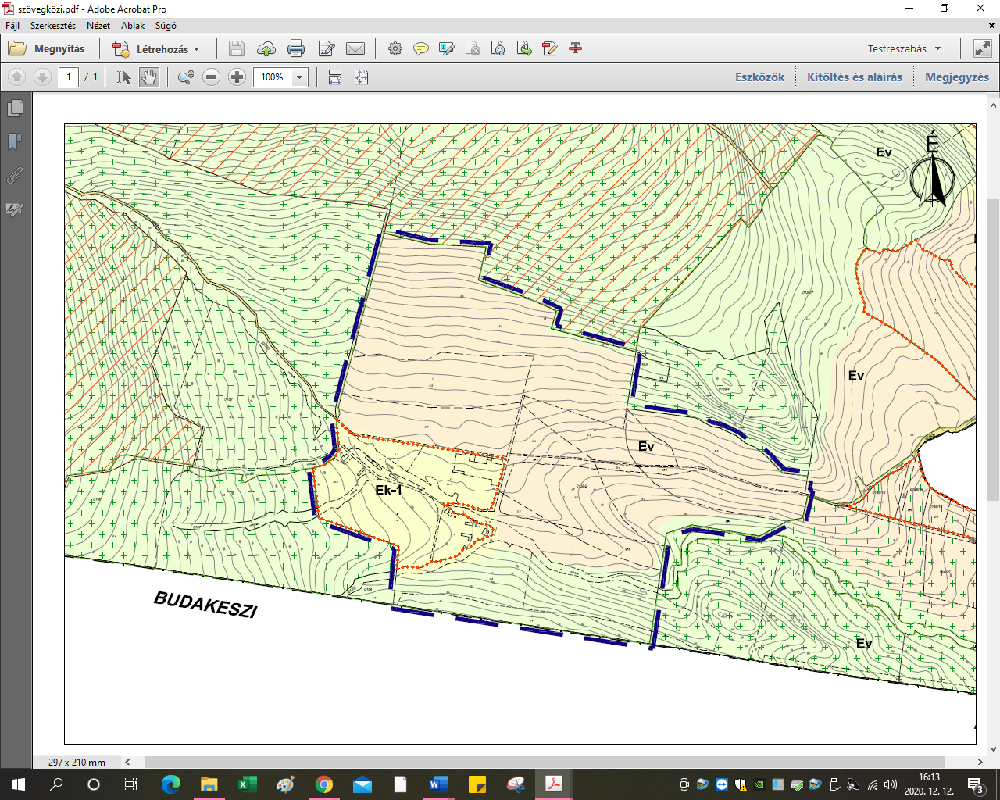 szövegközi.pdf - Adobe Acrobat Pro
Fájl Szerkesztés Nézet Ablak Súgó
Megnyitás Létrehozás Testreszabás
1 / 1 100% Eszközök Kitöltés és aláírás Megjegyzés
Ev
É
Ev
Ev
Ek-1
BUDAKESZI
Ev
297 x 210 mm
16:13
2020. 12. 12.
3